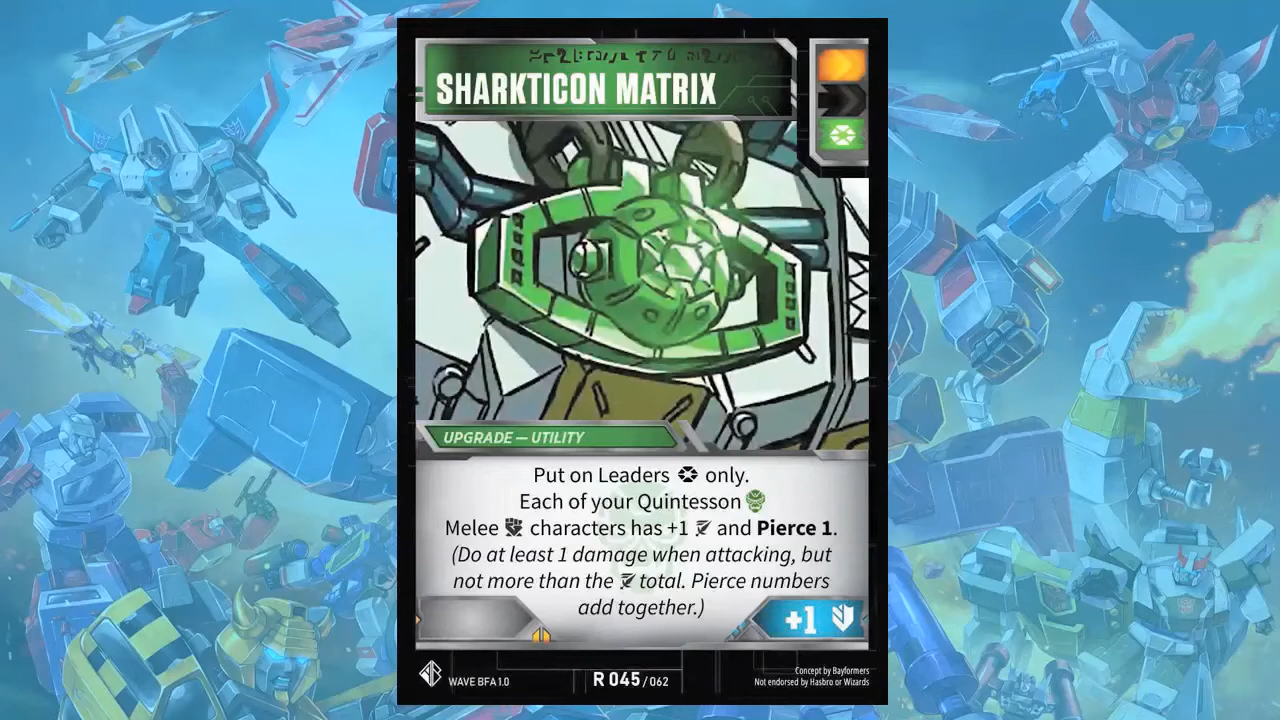 SHARKTICON MATRIX
UPGRADE — UTILITY
Put on Leaders only.
Each of your Quintesson
Melee characters has +1 and Pierce 1.
(Do at least 1 damage when attacking, but
not more than the total. Pierce numbers
add together.)
+1
WAVE BFA 1.0
R 045/062
Concept by Bayformers
Not endorsed by Hasbro or Wizards